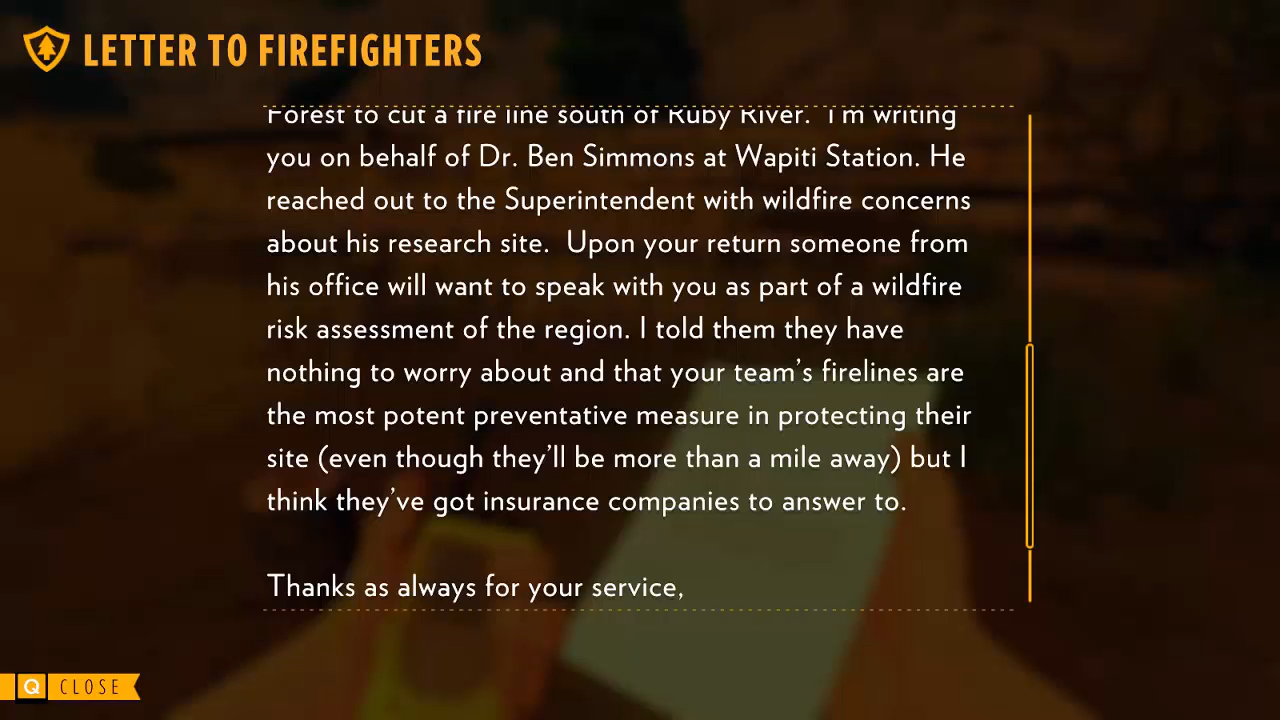 LETTER TO FIREFIGHTERS
Forest to cut a fire line south of Ruby River.  I'm writing
you on behalf of Dr. Ben Simmons at Wapiti Station. He
reached out to the Superintendent with wildfire concerns
about his research site.  Upon your return someone from
his office will want to speak with you as part of a wildfire
risk assessment of the region. I told them they have
nothing to worry about and that your team's firelines are
the most potent preventative measure in protecting their
site (even though they'll be more than a mile away) but I
think they've got insurance companies to answer to.
Thanks as always for your service,
Q CLOSE